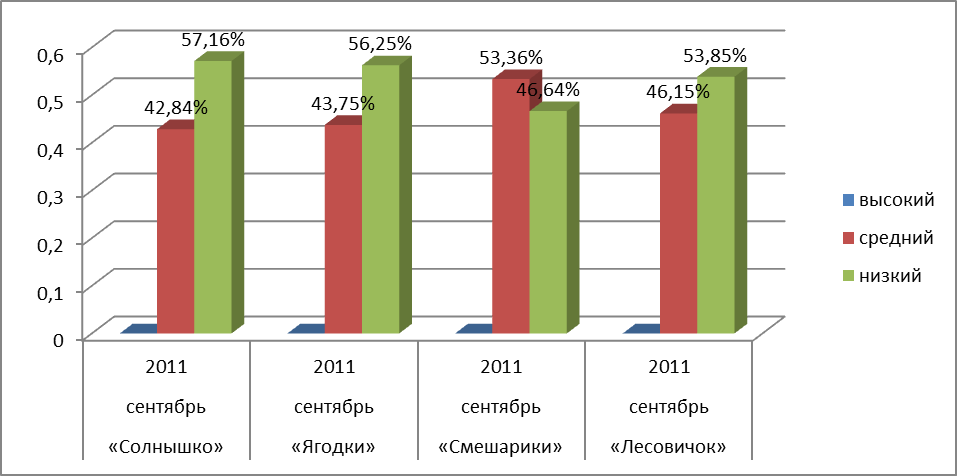 57,16%
56,25%
53,36%
53,85%
0,6
46,64%
46,15%
42,84%
43,75%
0,5
0,4
0,3
0,2
0,1
0
высокий
средний
низкий
2011 2011 2011 2011
сентябрь сентябрь сентябрь сентябрь
«Солнышко» «Ягодки» «Смешарики» «Лесовичок»